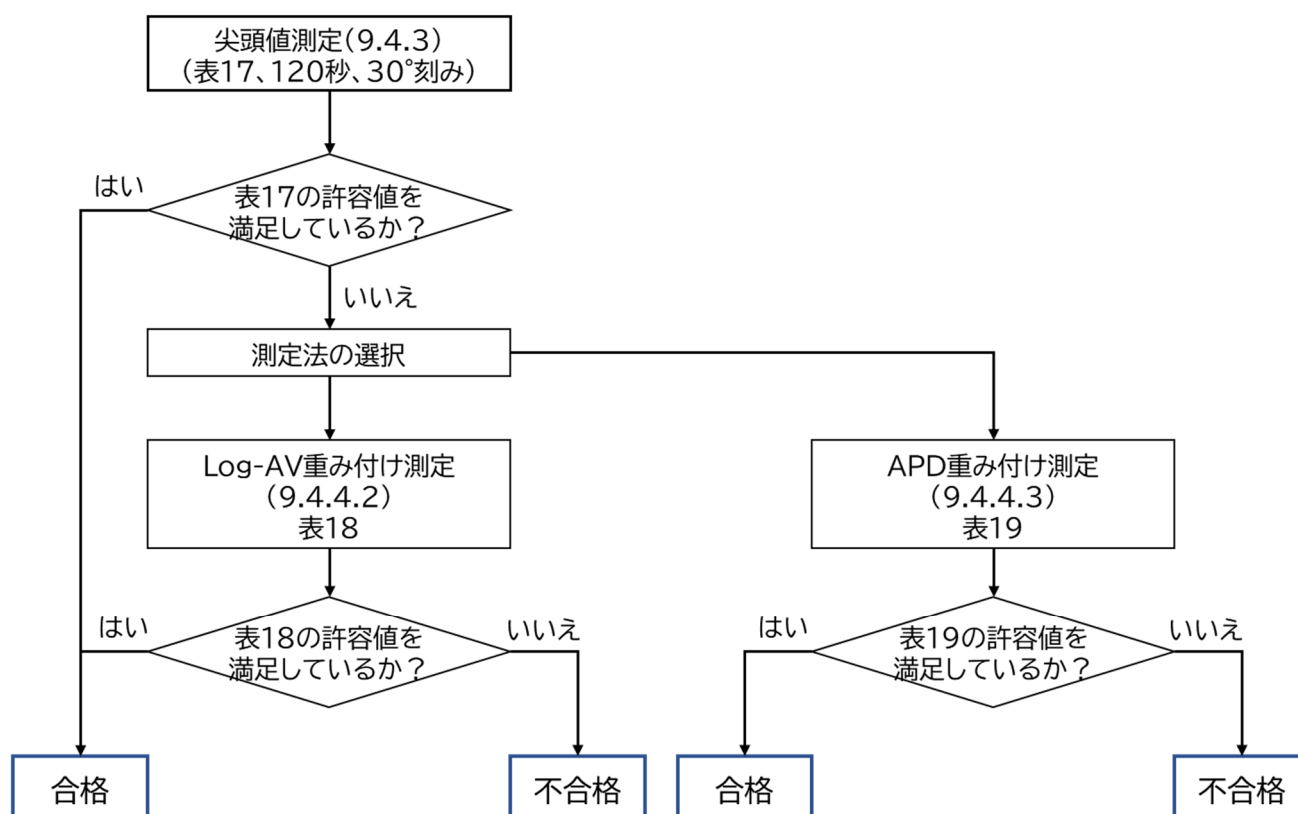 尖頭値測定(9.4.3)
(表17、120秒、30°刻み)
はい
表17の許容値を
満足しているか？
いいえ
測定法の選択
Log-AV重み付け測定
(9.4.4.2)
表18
APD重み付け測定
(9.4.4.3)
表19
はい
表18の許容値を
満足しているか？
いいえ
はい
表19の許容値を
満足しているか？
いいえ
合格
不合格
合格
不合格